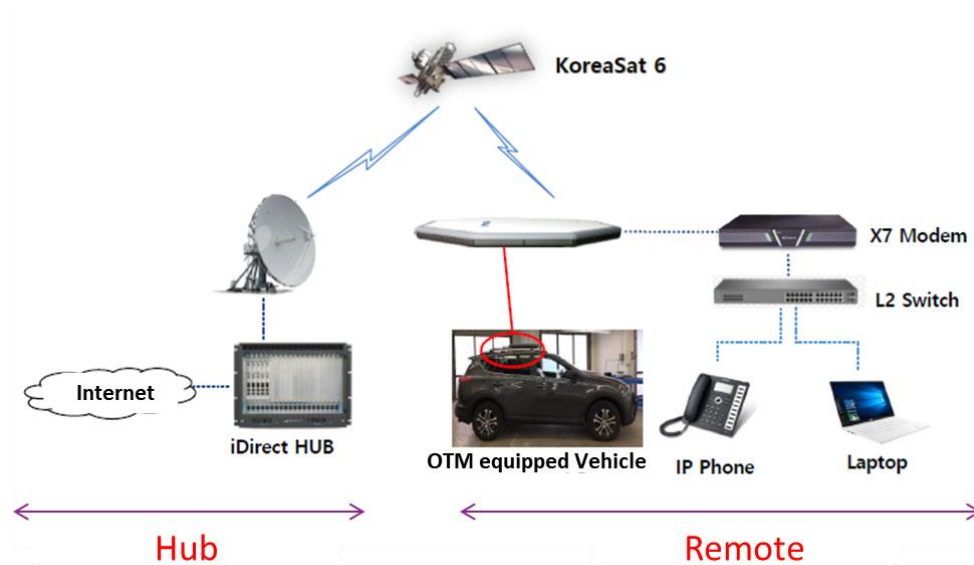 KoreaSat 6
X7 Modem
L2 Switch
Internet
iDirect HUB
OTM equipped Vehicle
IP Phone
Laptop
Hub
Remote